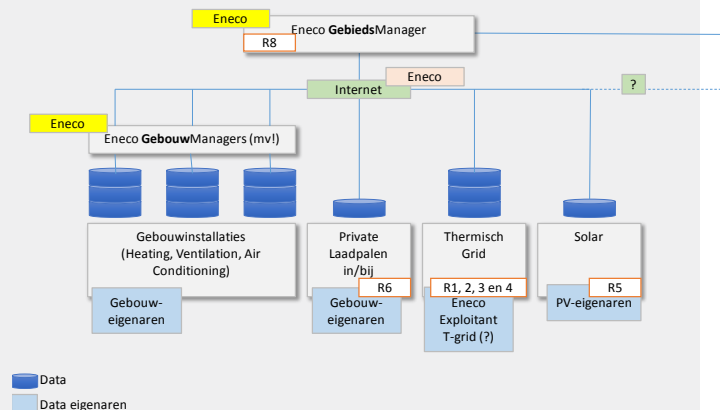 Eneco
Eneco GebiedsManager
R8
Eneco
Internet
?
Eneco
Eneco GebouwManagers (mv!)
Gebouwinstallaties
(Heating, Ventilation, Air
Conditioning)
Gebouw-
eigenaren
Private
Laadpalen
in/bij
R6
Gebouw-
eigenaren
Thermisch
Grid
R1, 2, 3 en 4
Eneco
Exploitant
T-grid (?)
Solar
R5
PV-eigenaren
Data
Data eigenaren